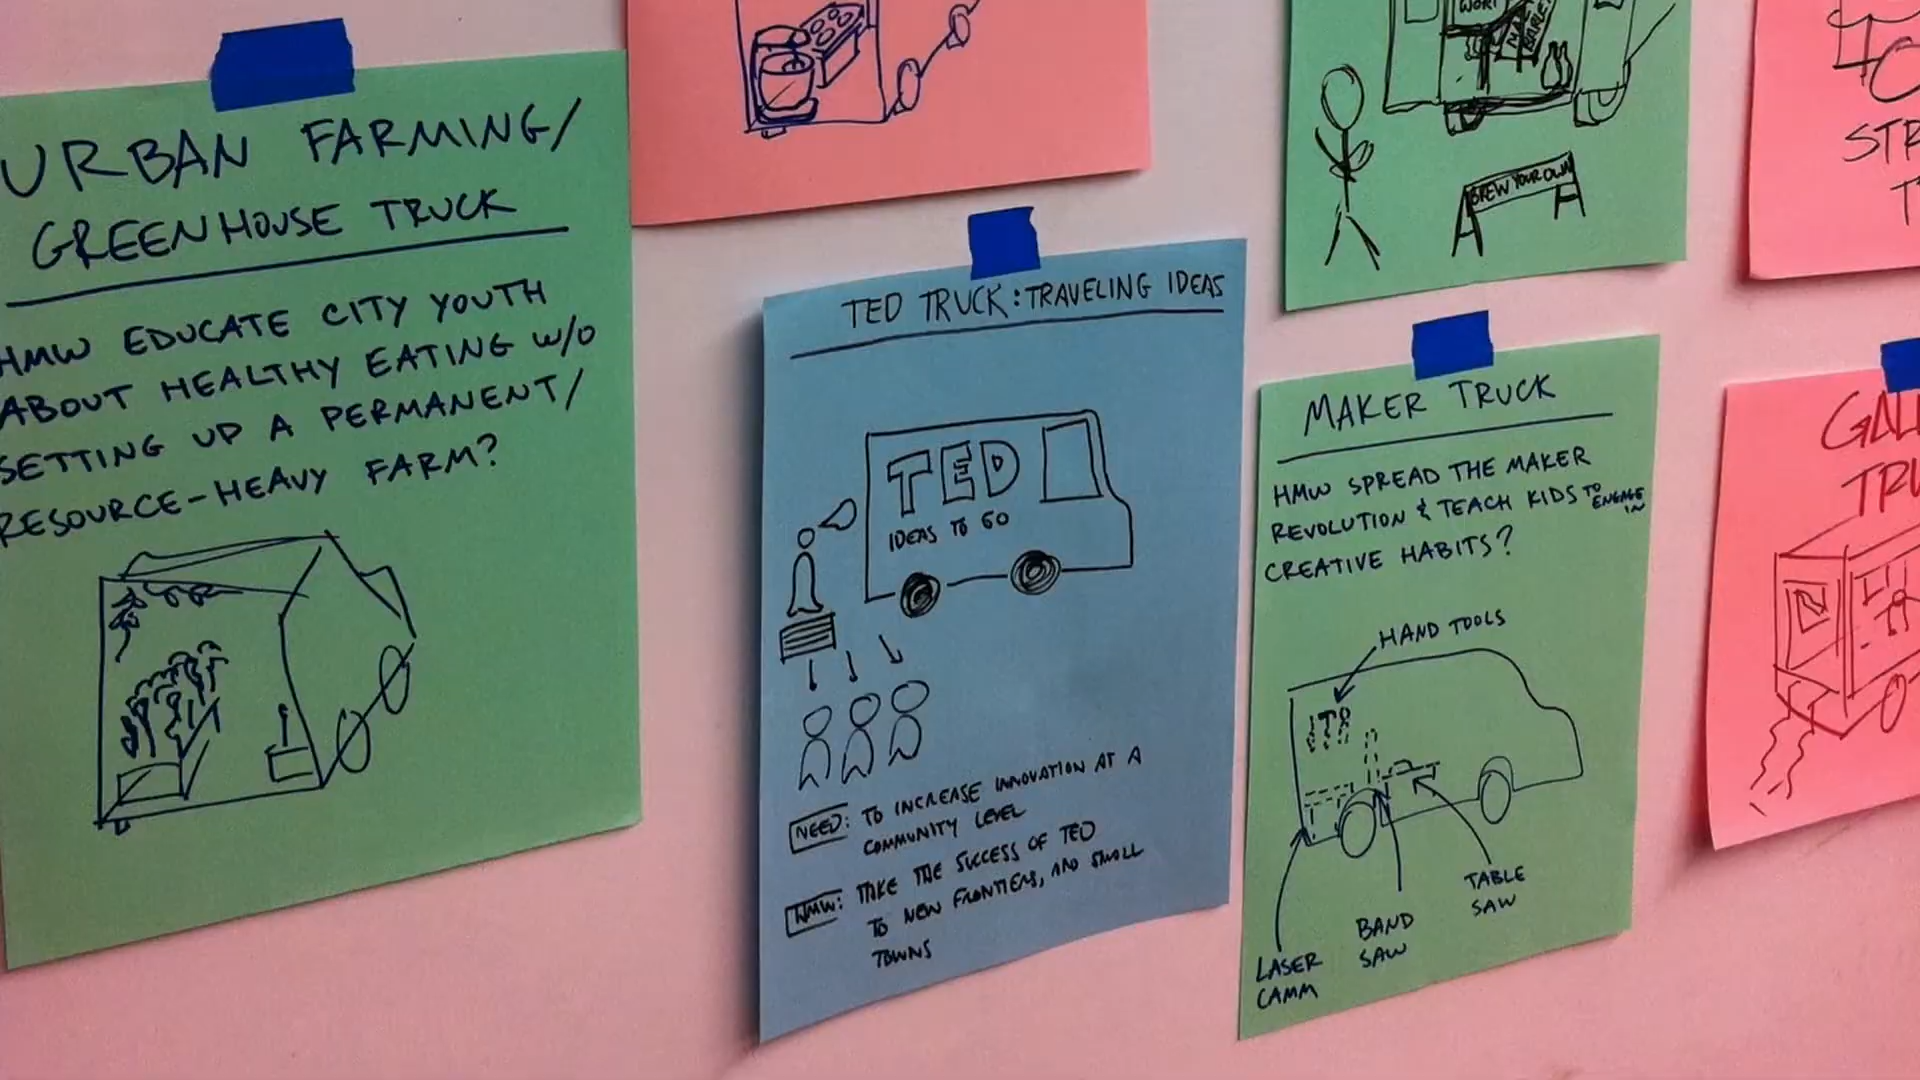 URBAN FARMING/
GREENHOUSE TRUCK
HMW EDUCATE CITY YOUTH
ABOUT HEALTHY EATING W/O
SETTING UP A PERMANENT/
RESOURCE-HEAVY FARM?
TED TRUCK: TRAVELING IDEAS
TED
IDEAS TO GO
NEED: TO INCREASE INNOVATION AT A
COMMUNITY LEVEL
HMW: TAKE THE SUCCESS OF TED
TO NEW FRONTIERS, AND SMALL
TOWNS
WORT
BREW YOUR OWN
MAKER TRUCK
HMW SPREAD THE MAKER
REVOLUTION & TEACH KIDS TO ENGAGE IN
CREATIVE HABITS?
HAND TOOLS
TABLE
SAW
BAND
SAW
LASER
CAMM